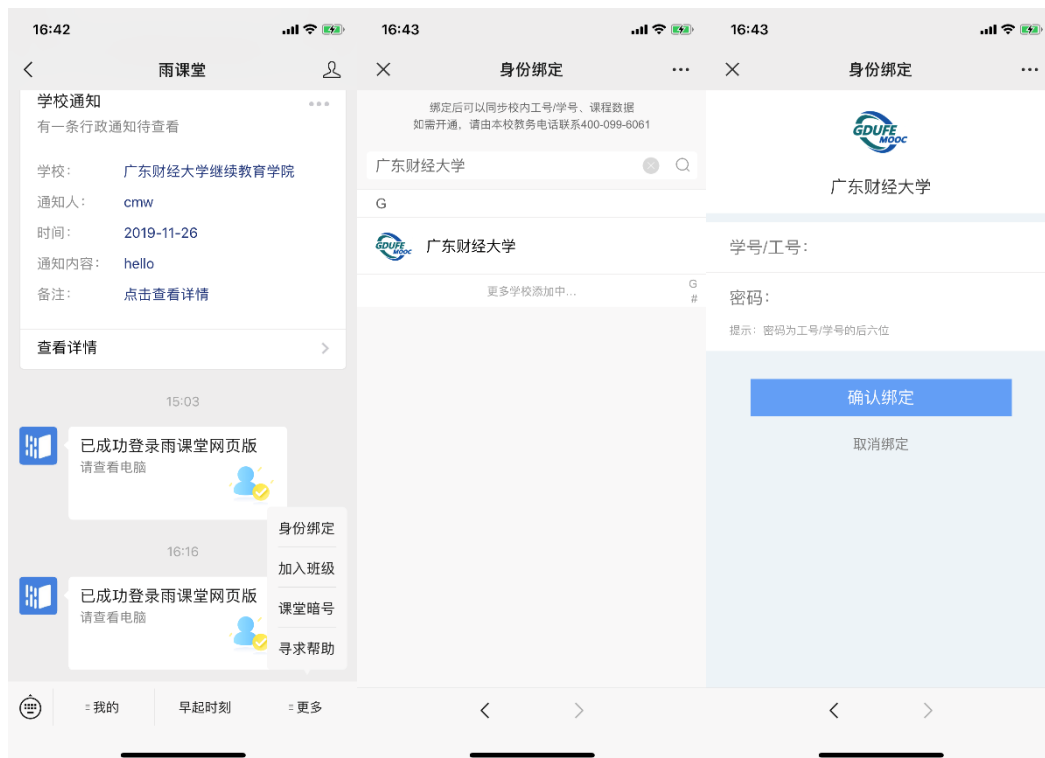 16:42
雨课堂
学校通知
有一条行政通知待查看
学校： 广东财经大学继续教育学院
通知人： cmw
时间： 2019-11-26
通知内容： hello
备注： 点击查看详情
查看详情
15:03
已成功登录雨课堂网页版
请查看电脑
16:16
已成功登录雨课堂网页版
请查看电脑
身份绑定
加入班级
课堂暗号
寻求帮助
我的
早起时刻
更多
16:43
身份绑定
绑定后可以同步校内工号/学号、课程数据
如需开通，请由本校教务电话联系400-099-6061
广东财经大学
G
GDUFE
MOOC
广东财经大学
更多学校添加中...
G
#
16:43
身份绑定
GDUFE
MOOC
广东财经大学
学号/工号：
密码：
提示：密码为工号/学号的后六位
确认绑定
取消绑定